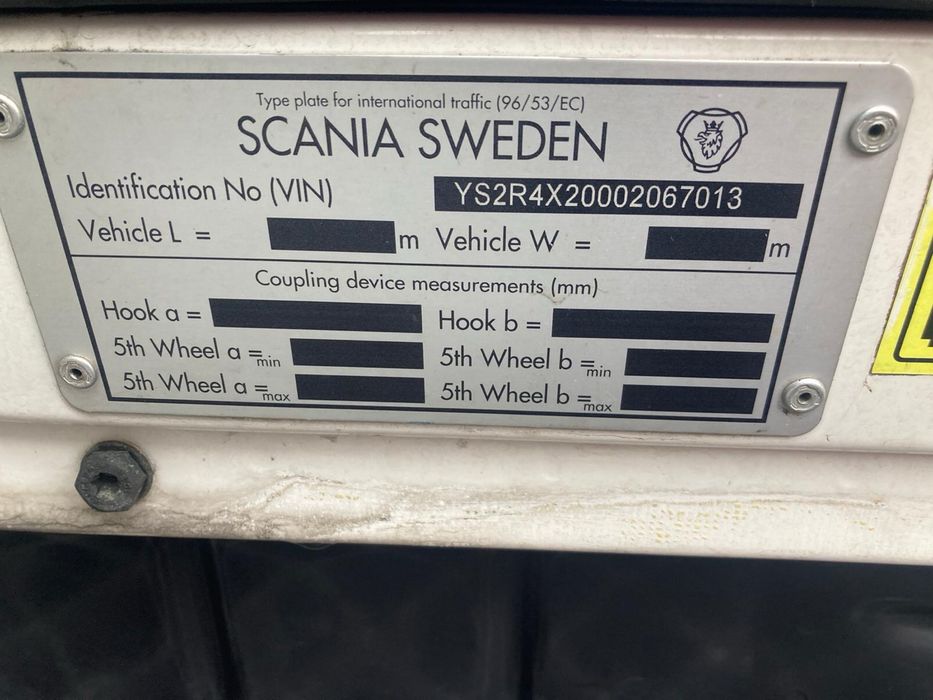 Type plate for international traffic (96/53/EC)
SCANIA SWEDEN
Identification No (VIN) YS2R4X20002067013
Vehicle L = m Vehicle W = m
Coupling device measurements (mm)
Hook a = Hook b =
5th Wheel a = min 5th Wheel b = min
5th Wheel a = max 5th Wheel b = max